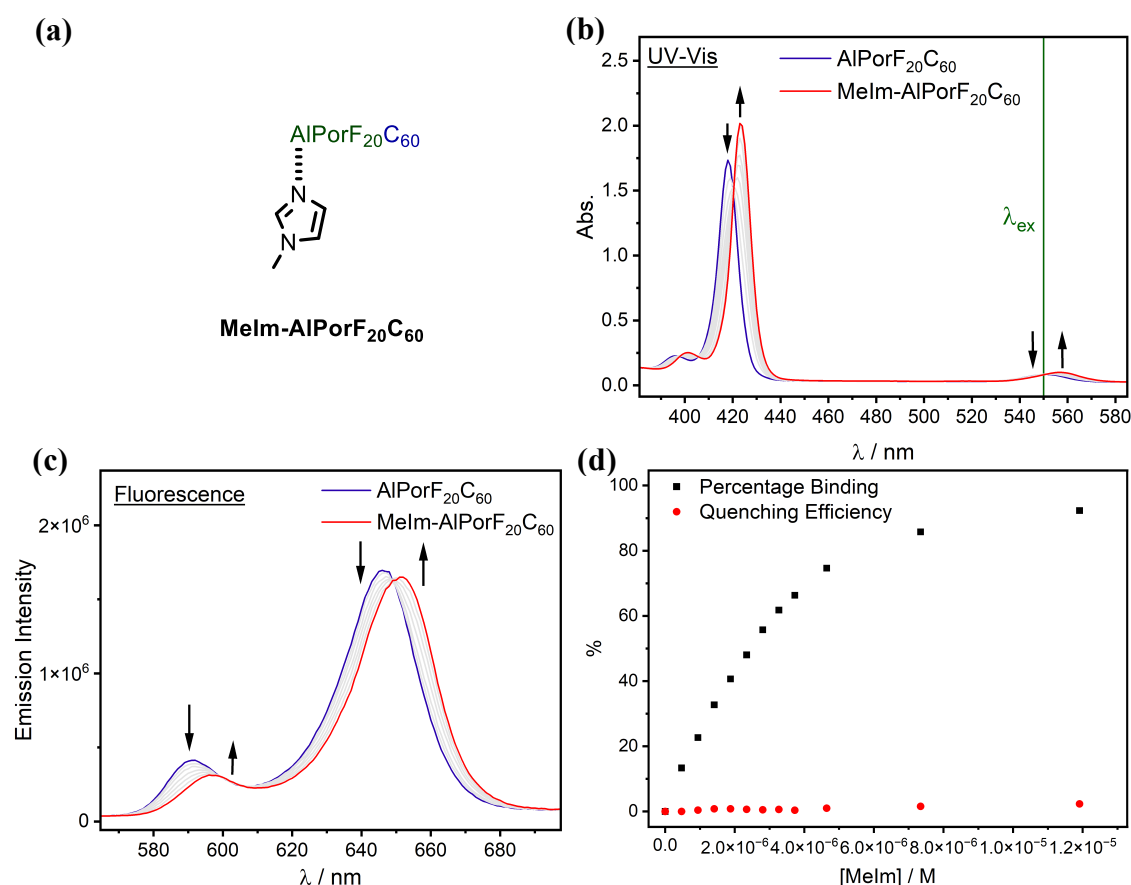 (a)
AlPorF₂₀C₆₀
N
N
MeIm-AlPorF₂₀C₆₀
(b)
UV-Vis
AlPorF₂₀C₆₀
MeIm-AlPorF₂₀C₆₀
λex
Abs.
2.5
2.0
1.5
1.0
0.5
0.0
400 420 440 460 480 500 520 540 560 580
λ / nm
(c)
Fluorescence
AlPorF₂₀C₆₀
MeIm-AlPorF₂₀C₆₀
Emission Intensity
2×10⁶
1×10⁶
0
580 600 620 640 660 680
λ / nm
(d)
Percentage Binding
Quenching Efficiency
%
100
80
60
40
20
0
0.0 2.0×10⁻⁶ 4.0×10⁻⁶ 6.0×10⁻⁶ 8.0×10⁻⁶ 1.0×10⁻⁵ 1.2×10⁻⁵
[MeIm] / M